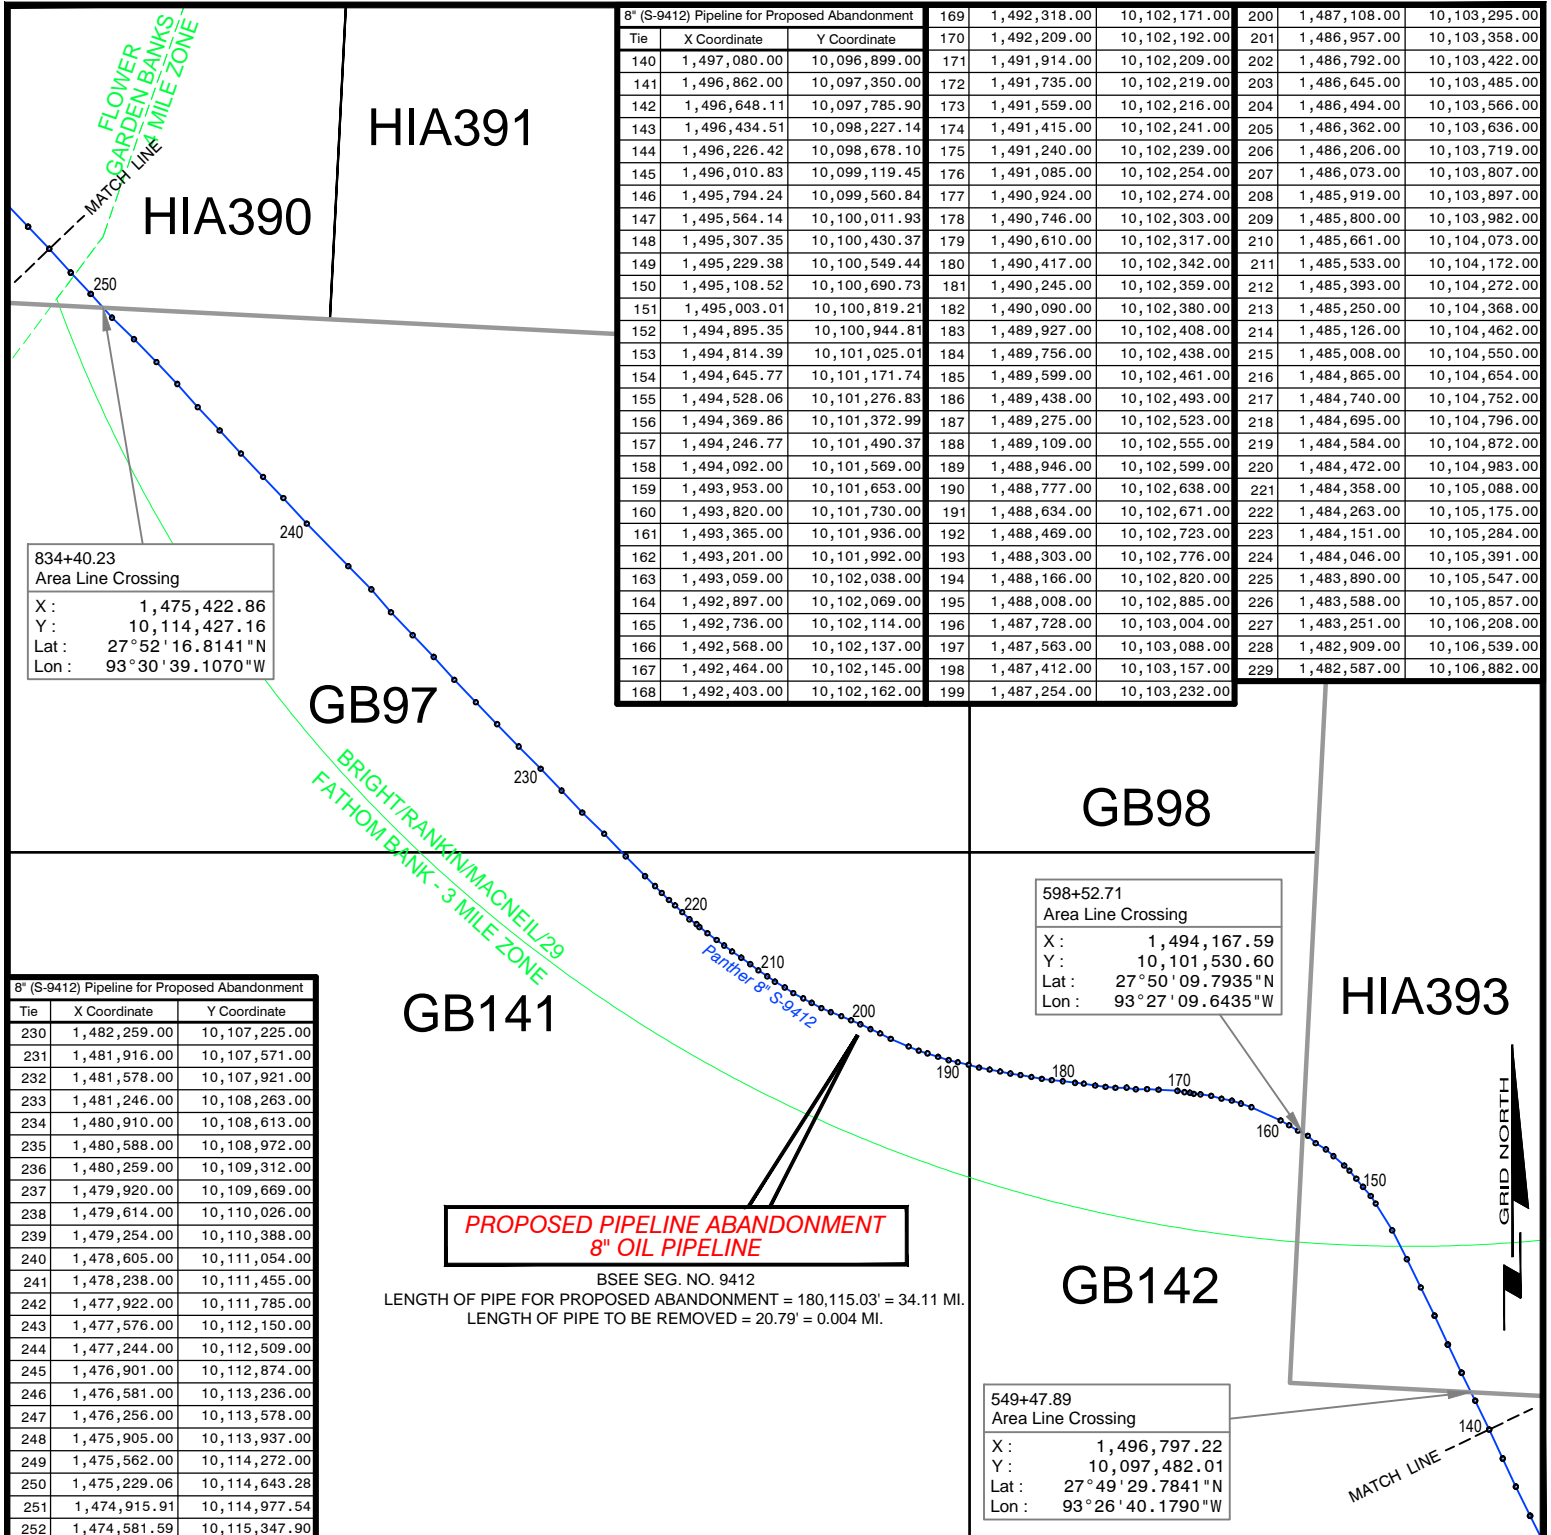 FLOWER
GARDEN BANKS
4 MILE ZONE
MATCH LINE
HIA390
HIA391
250
240
834+40.23
Area Line Crossing
X : 1,475,422.86
Y : 10,114,427.16
Lat : 27°52'16.8141"N
Lon : 93°30'39.1070"W
GB97
230
BRIGHT/RANKIN/MACNEIL/29
FATHOM BANK - 3 MILE ZONE
8" (S-9412) Pipeline for Proposed Abandonment
Tie X Coordinate Y Coordinate
140 1,497,080.00 10,096,899.00
141 1,496,862.00 10,097,350.00
142 1,496,648.11 10,097,785.90
143 1,496,434.51 10,098,227.14
144 1,496,226.42 10,098,678.10
145 1,496,010.83 10,099,119.45
146 1,495,794.24 10,099,560.84
147 1,495,564.14 10,100,011.93
148 1,495,307.35 10,100,430.37
149 1,495,229.38 10,100,549.44
150 1,495,108.52 10,100,690.73
151 1,495,003.01 10,100,819.21
152 1,494,895.35 10,100,944.81
153 1,494,814.39 10,101,025.01
154 1,494,645.77 10,101,171.74
155 1,494,528.06 10,101,276.83
156 1,494,369.86 10,101,372.99
157 1,494,246.77 10,101,490.37
158 1,494,092.00 10,101,569.00
159 1,493,953.00 10,101,653.00
160 1,493,820.00 10,101,730.00
161 1,493,365.00 10,101,936.00
162 1,493,201.00 10,101,992.00
163 1,493,059.00 10,102,038.00
164 1,492,897.00 10,102,069.00
165 1,492,736.00 10,102,114.00
166 1,492,568.00 10,102,137.00
167 1,492,464.00 10,102,145.00
168 1,492,403.00 10,102,162.00
169 1,492,318.00 10,102,171.00
170 1,492,209.00 10,102,192.00
171 1,491,914.00 10,102,209.00
172 1,491,735.00 10,102,219.00
173 1,491,559.00 10,102,216.00
174 1,491,415.00 10,102,241.00
175 1,491,240.00 10,102,239.00
176 1,491,085.00 10,102,254.00
177 1,490,924.00 10,102,274.00
178 1,490,746.00 10,102,303.00
179 1,490,610.00 10,102,317.00
180 1,490,417.00 10,102,342.00
181 1,490,245.00 10,102,359.00
182 1,490,090.00 10,102,380.00
183 1,489,927.00 10,102,408.00
184 1,489,756.00 10,102,438.00
185 1,489,599.00 10,102,461.00
186 1,489,438.00 10,102,493.00
187 1,489,275.00 10,102,523.00
188 1,489,109.00 10,102,555.00
189 1,488,946.00 10,102,599.00
190 1,488,777.00 10,102,638.00
191 1,488,634.00 10,102,671.00
192 1,488,469.00 10,102,723.00
193 1,488,303.00 10,102,776.00
194 1,488,166.00 10,102,820.00
195 1,488,008.00 10,102,885.00
196 1,487,728.00 10,103,004.00
197 1,487,563.00 10,103,088.00
198 1,487,412.00 10,103,157.00
199 1,487,254.00 10,103,232.00
200 1,487,108.00 10,103,295.00
201 1,486,957.00 10,103,358.00
202 1,486,792.00 10,103,422.00
203 1,486,645.00 10,103,485.00
204 1,486,494.00 10,103,566.00
205 1,486,362.00 10,103,636.00
206 1,486,206.00 10,103,719.00
207 1,486,073.00 10,103,807.00
208 1,485,919.00 10,103,897.00
209 1,485,800.00 10,103,982.00
210 1,485,661.00 10,104,073.00
211 1,485,533.00 10,104,172.00
212 1,485,393.00 10,104,272.00
213 1,485,250.00 10,104,368.00
214 1,485,126.00 10,104,462.00
215 1,485,008.00 10,104,550.00
216 1,484,865.00 10,104,654.00
217 1,484,740.00 10,104,752.00
218 1,484,695.00 10,104,796.00
219 1,484,584.00 10,104,872.00
220 1,484,472.00 10,104,983.00
221 1,484,358.00 10,105,088.00
222 1,484,263.00 10,105,175.00
223 1,484,151.00 10,105,284.00
224 1,484,046.00 10,105,391.00
225 1,483,890.00 10,105,547.00
226 1,483,588.00 10,105,857.00
227 1,483,251.00 10,106,208.00
228 1,482,909.00 10,106,539.00
229 1,482,587.00 10,106,882.00
GB98
598+52.71
Area Line Crossing
X : 1,494,167.59
Y : 10,101,530.60
Lat : 27°50'09.7935"N
Lon : 93°27'09.6435"W
HIA393
220
210
Panther 8" S-9412
200
190
180
170
160
150
GB141
8" (S-9412) Pipeline for Proposed Abandonment
Tie X Coordinate Y Coordinate
230 1,482,259.00 10,107,225.00
231 1,481,916.00 10,107,571.00
232 1,481,578.00 10,107,921.00
233 1,481,246.00 10,108,263.00
234 1,480,910.00 10,108,613.00
235 1,480,588.00 10,108,972.00
236 1,480,259.00 10,109,312.00
237 1,479,920.00 10,109,669.00
238 1,479,614.00 10,110,026.00
239 1,479,254.00 10,110,388.00
240 1,478,605.00 10,111,054.00
241 1,478,238.00 10,111,455.00
242 1,477,922.00 10,111,785.00
243 1,477,576.00 10,112,150.00
244 1,477,244.00 10,112,509.00
245 1,476,901.00 10,112,874.00
246 1,476,581.00 10,113,236.00
247 1,476,256.00 10,113,578.00
248 1,475,905.00 10,113,937.00
249 1,475,562.00 10,114,272.00
250 1,475,229.06 10,114,643.28
251 1,474,915.91 10,114,977.54
252 1,474,581.59 10,115,347.90
PROPOSED PIPELINE ABANDONMENT
8" OIL PIPELINE
BSEE SEG. NO. 9412
LENGTH OF PIPE FOR PROPOSED ABANDONMENT = 180,115.03' = 34.11 MI.
LENGTH OF PIPE TO BE REMOVED = 20.79' = 0.004 MI.
GB142
GRID NORTH
549+47.89
Area Line Crossing
X : 1,496,797.22
Y : 10,097,482.01
Lat : 27°49'29.7841"N
Lon : 93°26'40.1790"W
140
MATCH LINE